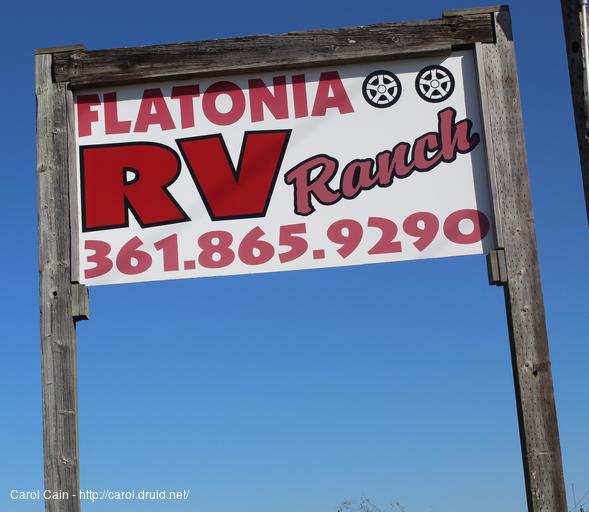 FLATONIA
RV Ranch
361.865.9290
Carol Cain - http://carol.druid.net/